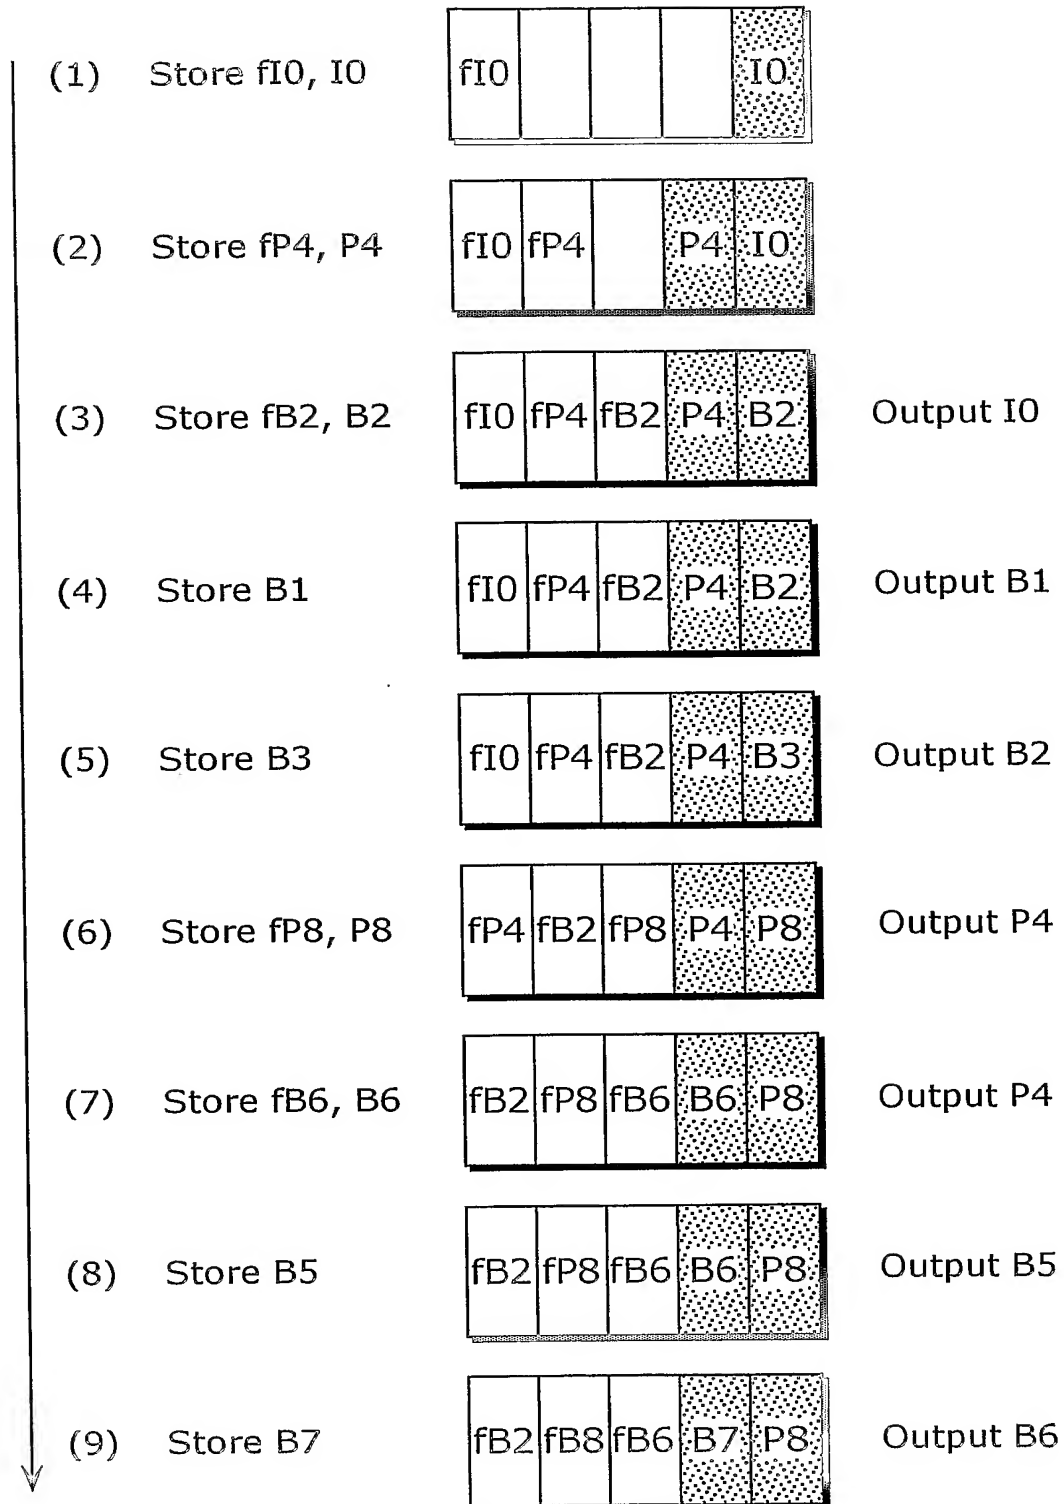 (1) Store fI0, I0 fI0 I0
(2) Store fP4, P4 fI0 fP4 P4 I0
(3) Store fB2, B2 fI0 fP4 fB2 P4 B2 Output I0
(4) Store B1 fI0 fP4 fB2 P4 B2 Output B1
(5) Store B3 fI0 fP4 fB2 P4 B3 Output B2
(6) Store fP8, P8 fP4 fB2 fP8 P4 P8 Output P4
(7) Store fB6, B6 fB2 fP8 fB6 B6 P8 Output P4
(8) Store B5 fB2 fP8 fB6 B6 P8 Output B5
(9) Store B7 fB2 fB8 fB6 B7 P8 Output B6